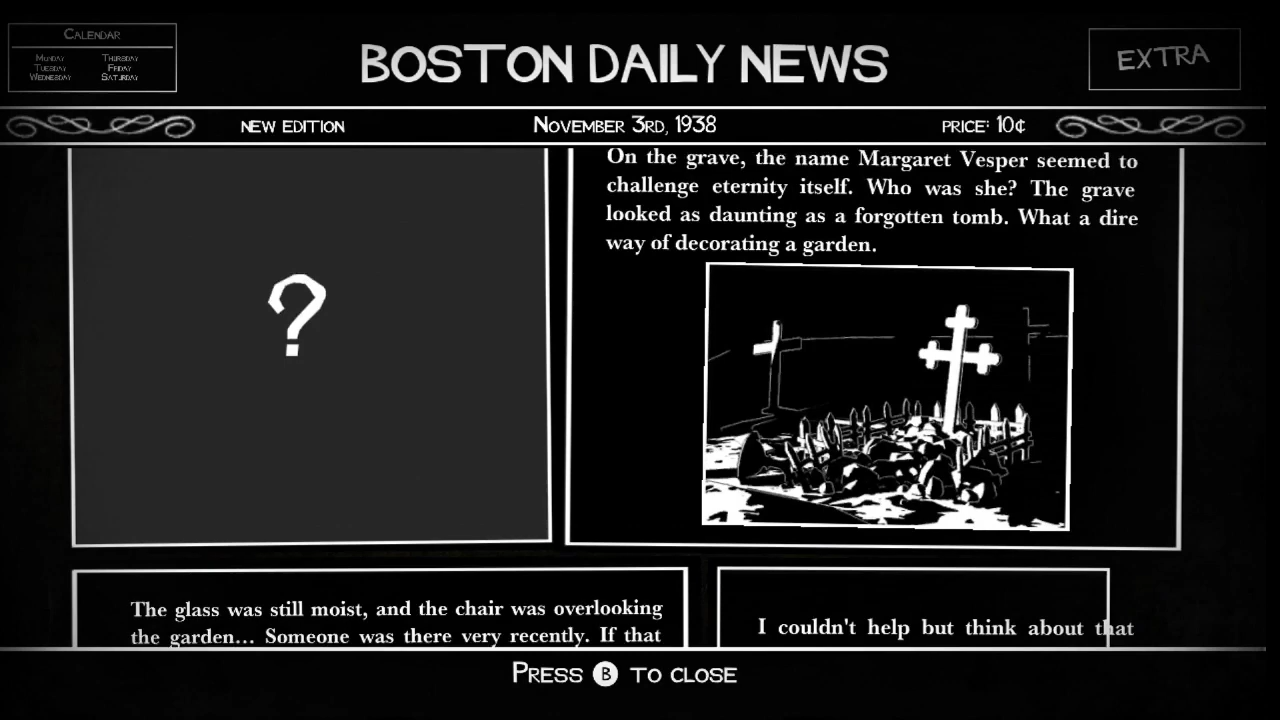 Calendar
Munday Thursday
Tuesday Friday
Wednesday Saturday
BOSTON DAILY NEWS
EXTRA
NEW EDITION
November 3rd, 1938
PRICE: 10¢
?
On the grave, the name Margaret Vesper seemed to
challenge eternity itself. Who was she? The grave
looked as daunting as a forgotten tomb. What a dire
way of decorating a garden.
The glass was still moist, and the chair was overlooking
the garden... Someone was there very recently. If that
I couldn't help but think about that
Press B to close